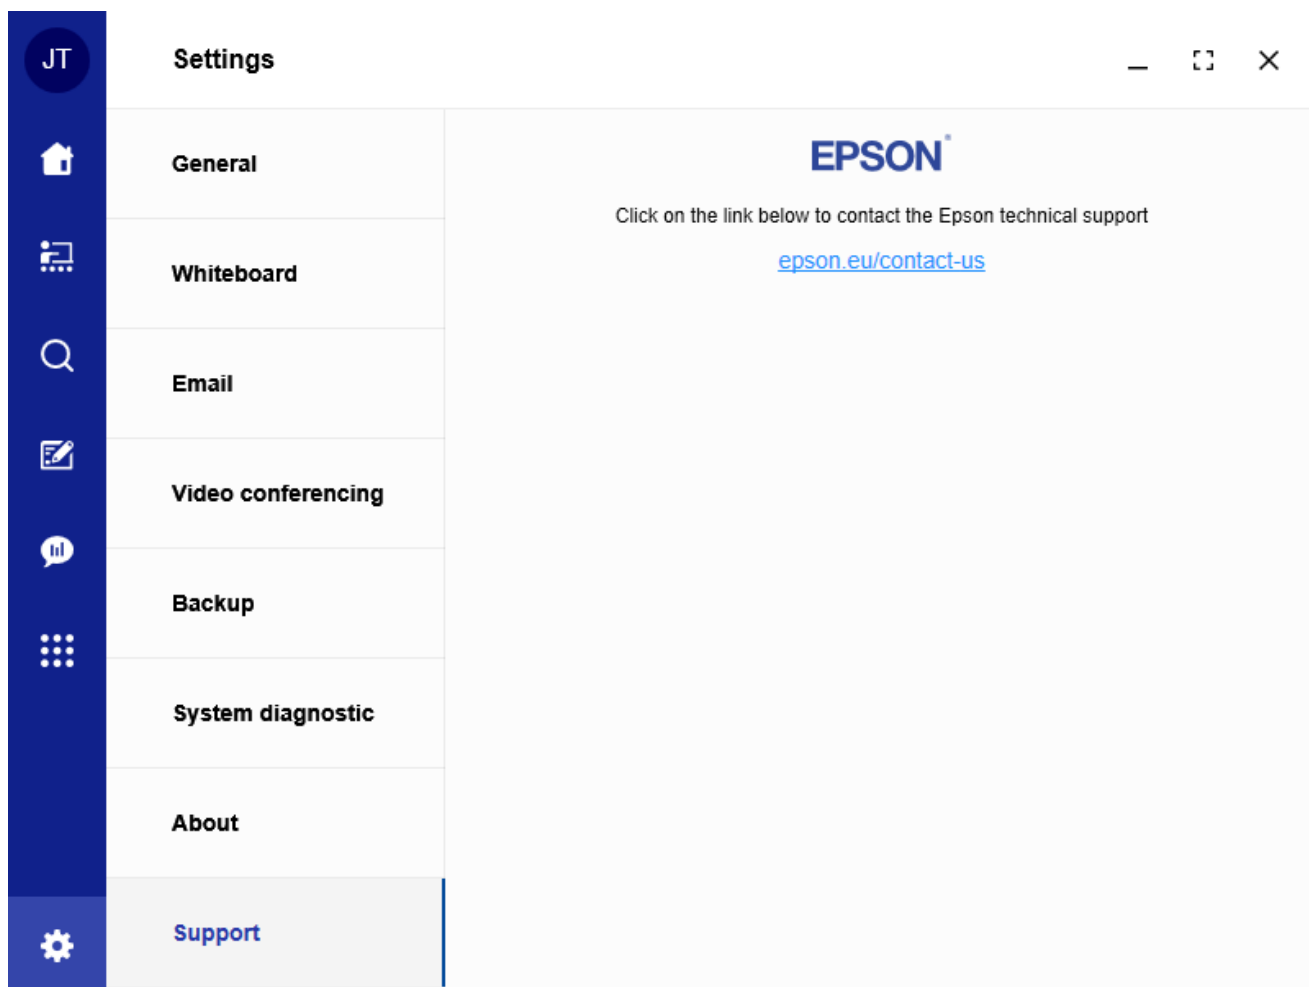 JT
Settings
General
Whiteboard
Email
Video conferencing
Backup
System diagnostic
About
Support
EPSON
Click on the link below to contact the Epson technical support
epson.eu/contact-us